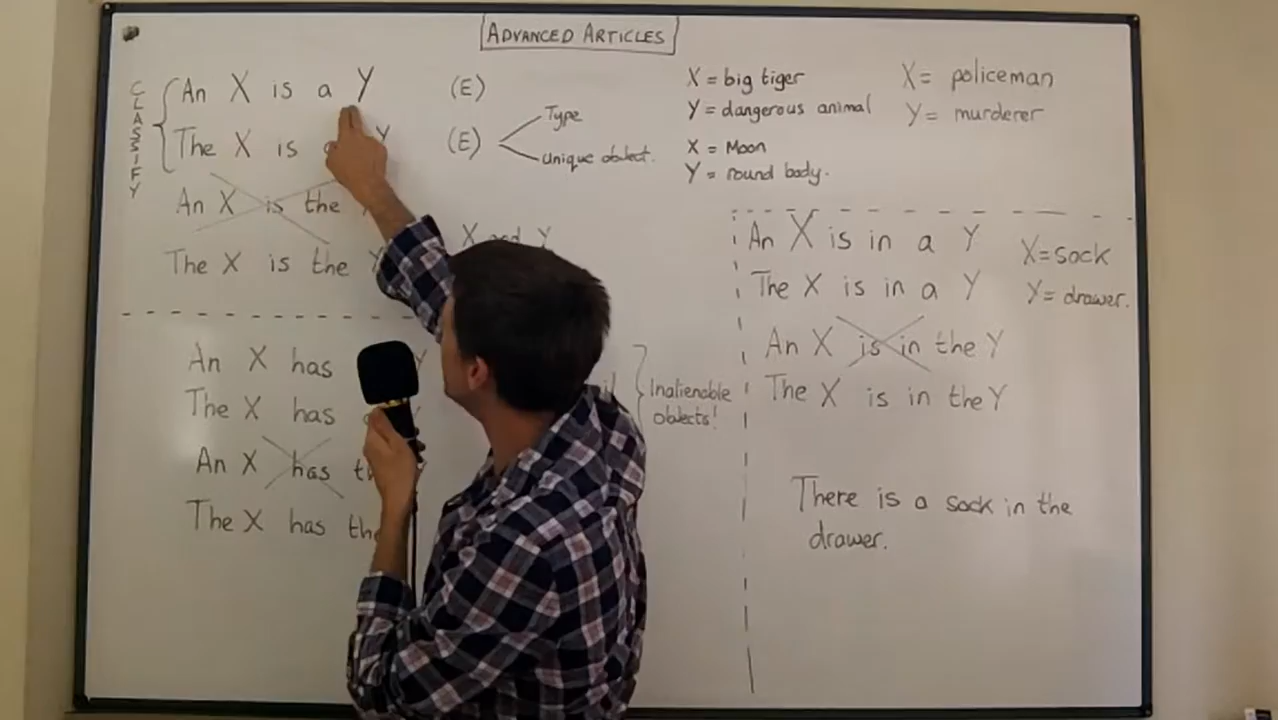 ADVANCED ARTICLES
CLASSIFY
An X is a Y (E)
The X is Y (E)
Type
Unique object.
An X is the
The X is the Y
X and Y
X = big tiger
Y = dangerous animal
X = Moon
Y = round body.
X = policeman
Y = murderer
An X has Y
The X has
An X has
The X has the
Inalienable
objects!
An X is in a Y
The X is in a Y
An X is in the Y
The X is in the Y
X = sock
Y = drawer.
There is a sock in the
drawer.